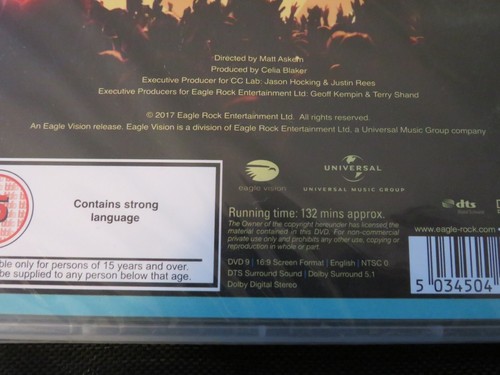 Directed by Matt Askem
Produced by Celia Blaker
Executive Producer for CC Lab: Jason Hocking & Justin Rees
Executive Producers for Eagle Rock Entertainment Ltd. Geoff Kempin & Terry Shand
© 2017 Eagle Rock Entertainment Ltd. All rights reserved.
An Eagle Vision release. Eagle Vision is a division of Eagle Rock Entertainment Ltd, a Universal Music Group company
eagle vision
UNIVERSAL
UNIVERSAL MUSIC GROUP
5
Contains strong
language
ble only for persons of 15 years and over.
be supplied to any person below that age.
Running time: 132 mins approx.
The Owner of the copyright hereunder has licensed the
material contained in this DVD. For non-commercial
private use only and prohibits any other use, copying or
reproduction in whole or part.
DVD 9 | 16:9 Screen Format | English | NTSC 0
DTS Surround Sound | Dolby Surround 5.1
Dolby Digital Stereo
dts
www.eagle-rock.com
5 034504